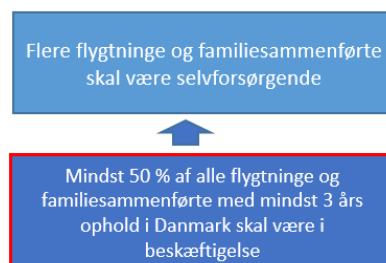 Flere flygtninge og familiesammenførte
skal være selvforsørgende
Mindst 50 % af alle flygtninge og
familiesammenførte med mindst 3 års
ophold i Danmark skal være i
beskæftigelse